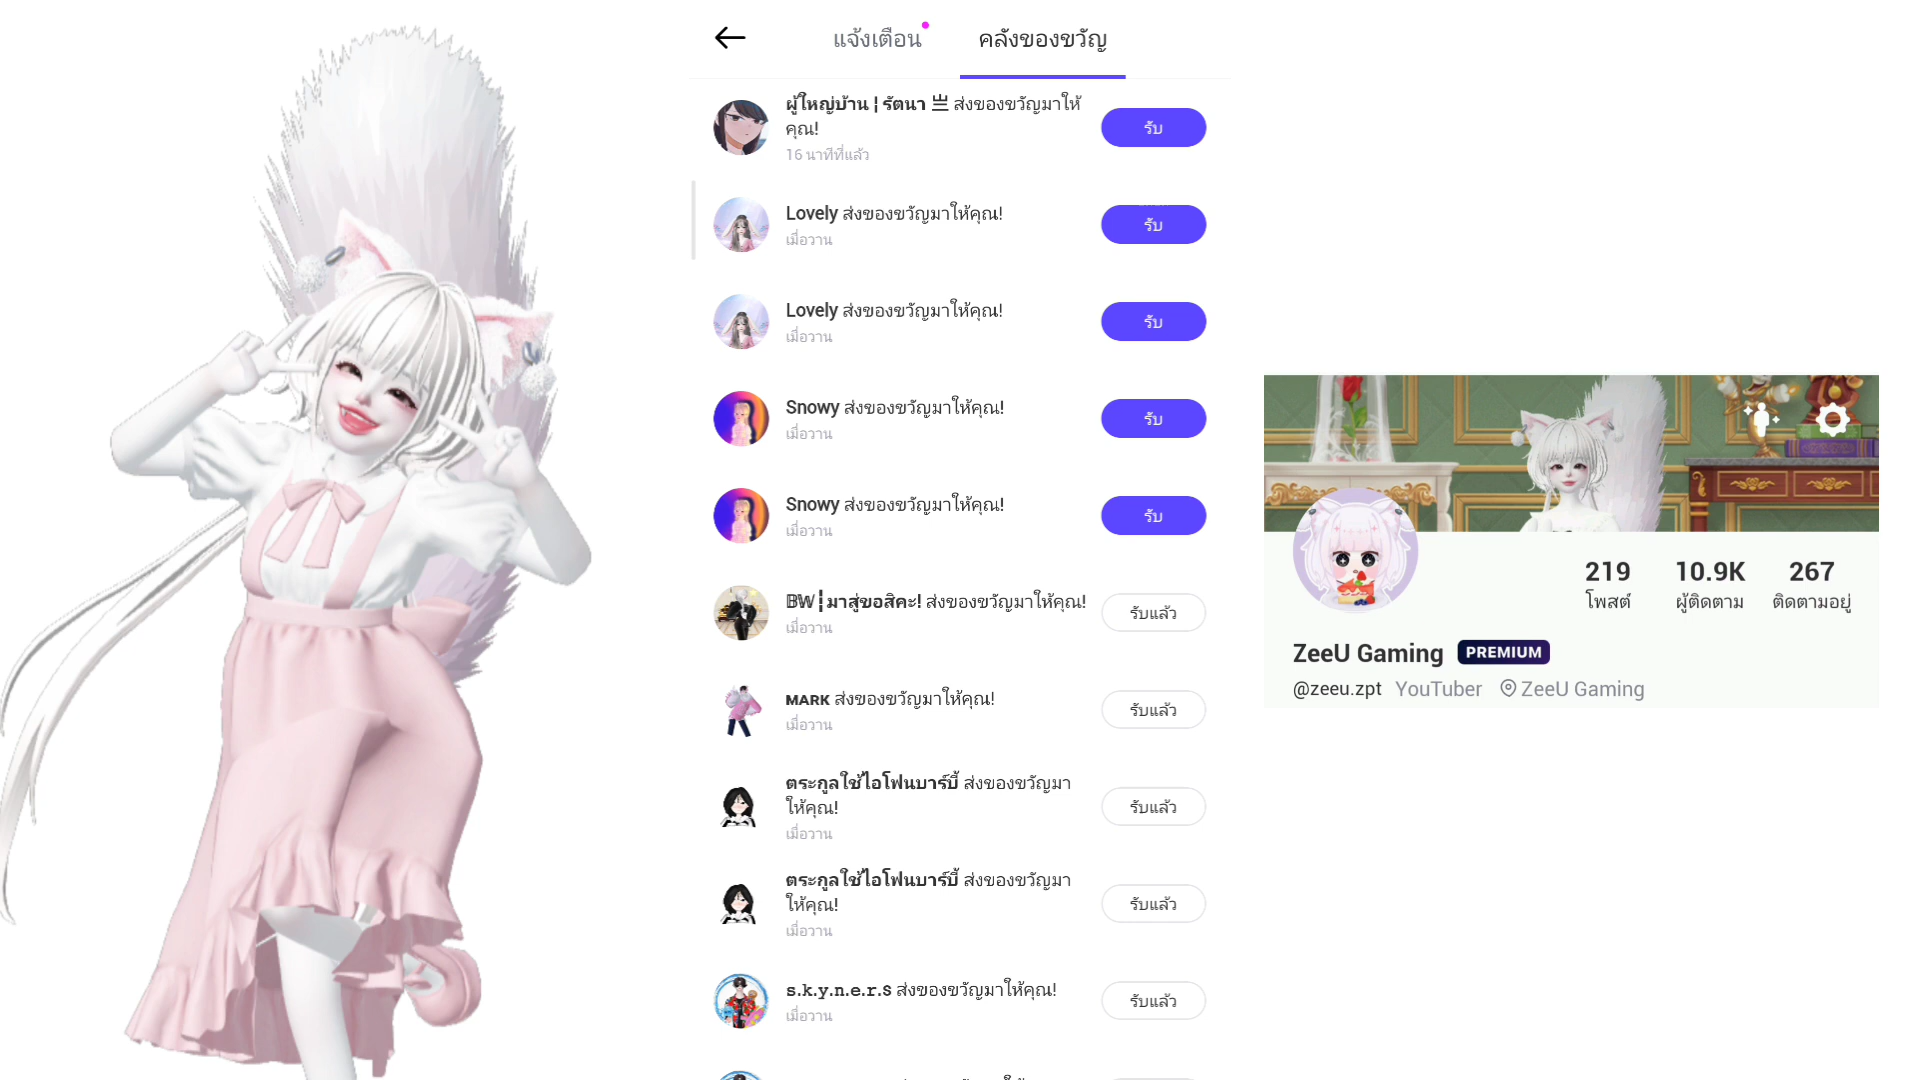 แจ้งเตือน
คลังของขวัญ
ผู้ใหญ่บ้าน ¦ รัตนา 亗 ส่งของขวัญมาให้
คุณ!
16 นาทีที่แล้ว
รับ
Lovely ส่งของขวัญมาให้คุณ!
เมื่อวาน
รับ
Lovely ส่งของขวัญมาให้คุณ!
เมื่อวาน
รับ
Snowy ส่งของขวัญมาให้คุณ!
เมื่อวาน
รับ
Snowy ส่งของขวัญมาให้คุณ!
เมื่อวาน
รับ
𝔹𝕎╏มาสู่ขอสิคะ! ส่งของขวัญมาให้คุณ!
เมื่อวาน
รับแล้ว
ᴍᴀʀᴋ ส่งของขวัญมาให้คุณ!
เมื่อวาน
รับแล้ว
ตระกูลใช้ไอโฟนบาร์บี้ ส่งของขวัญมา
ให้คุณ!
เมื่อวาน
รับแล้ว
ตระกูลใช้ไอโฟนบาร์บี้ ส่งของขวัญมา
ให้คุณ!
เมื่อวาน
รับแล้ว
s.k.y.n.e.r.s ส่งของขวัญมาให้คุณ!
เมื่อวาน
รับแล้ว
219
โพสต์
10.9K
ผู้ติดตาม
267
ติดตามอยู่
ZeeU Gaming PREMIUM
@zeeu.zpt YouTuber ZeeU Gaming